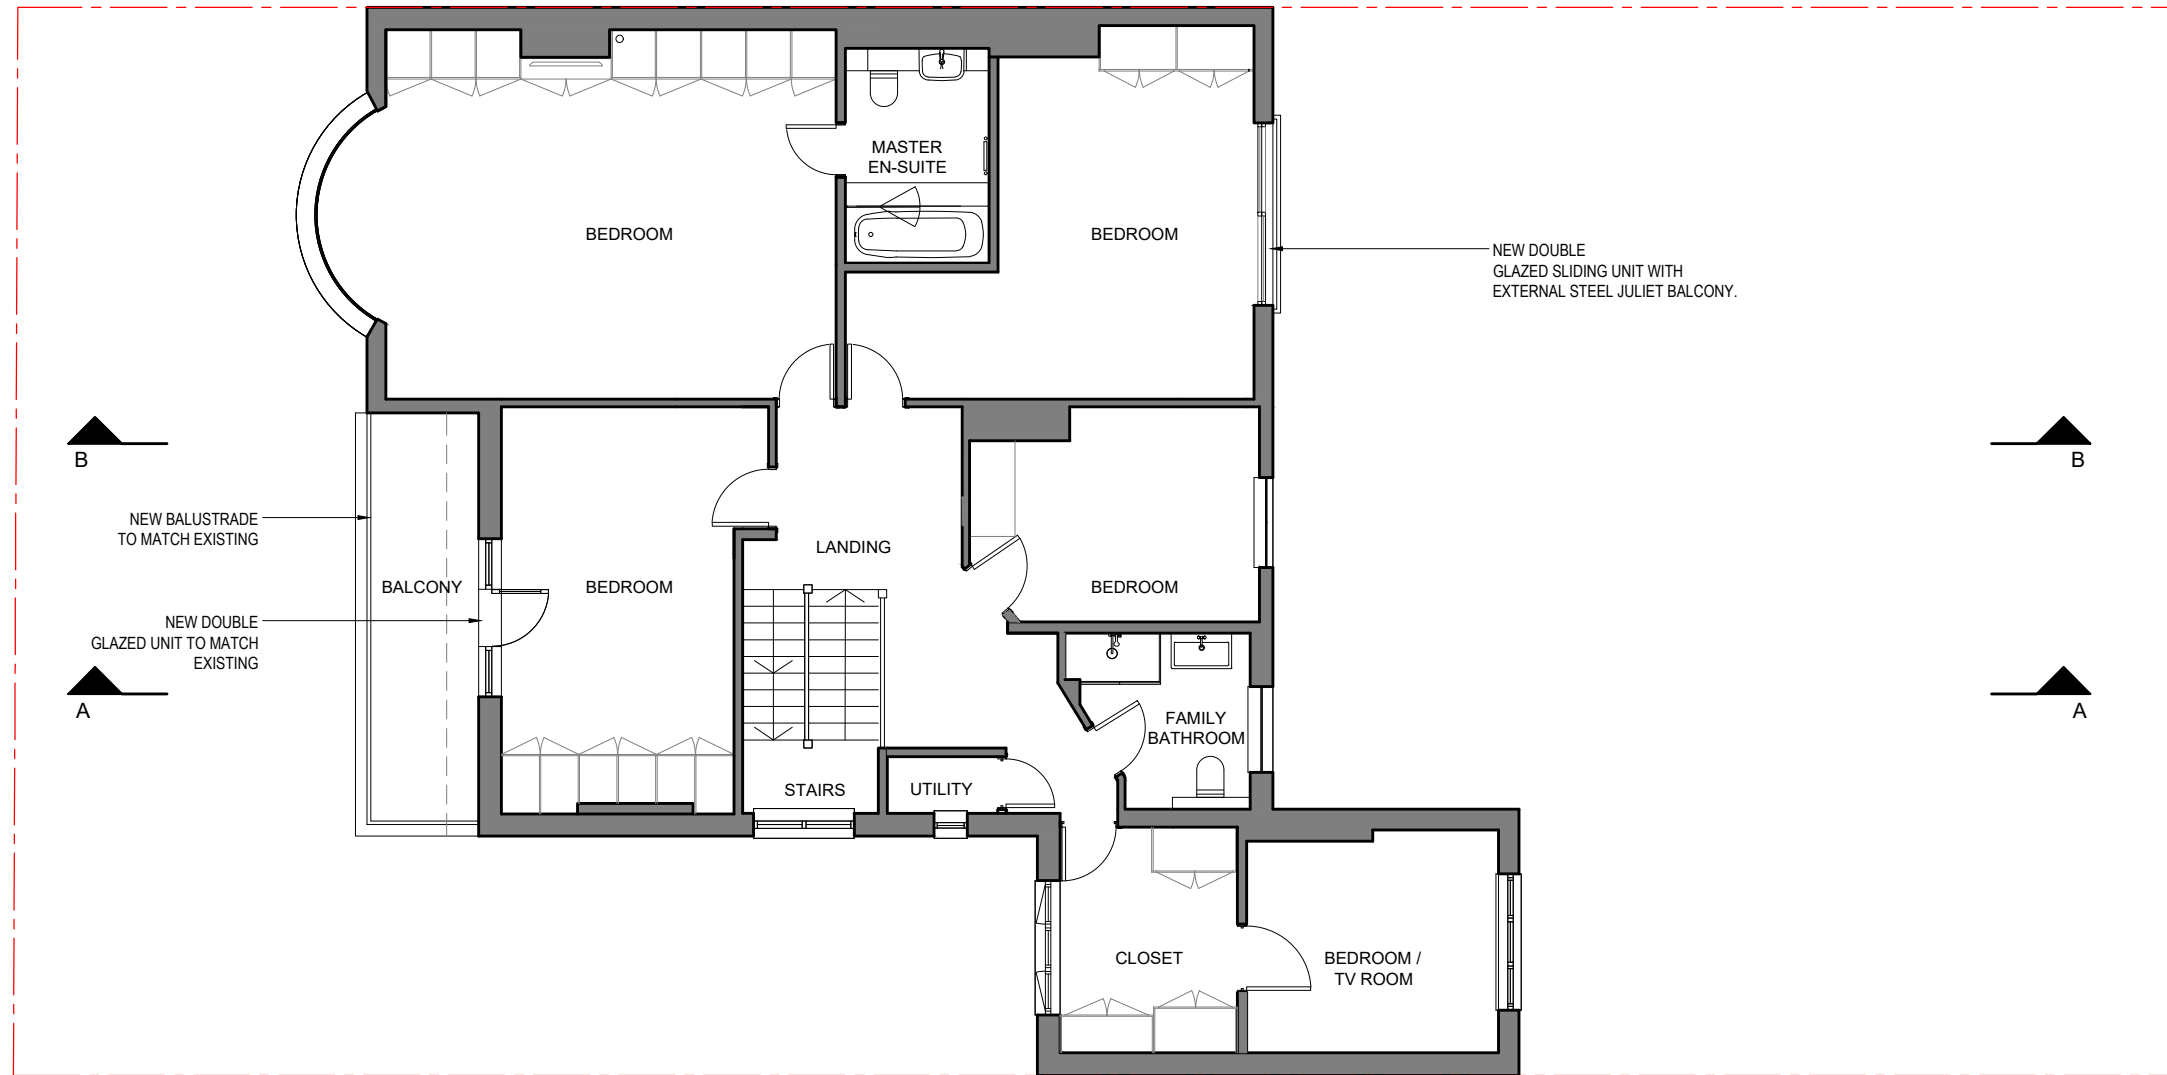 MASTER
EN-SUITE
BEDROOM
BEDROOM
NEW DOUBLE
GLAZED SLIDING UNIT WITH
EXTERNAL STEEL JULIET BALCONY.
B
B
NEW BALUSTRADE
TO MATCH EXISTING
LANDING
BALCONY
BEDROOM
BEDROOM
NEW DOUBLE
GLAZED UNIT TO MATCH
EXISTING
A
A
FAMILY
BATHROOM
STAIRS
UTILITY
CLOSET
BEDROOM /
TV ROOM